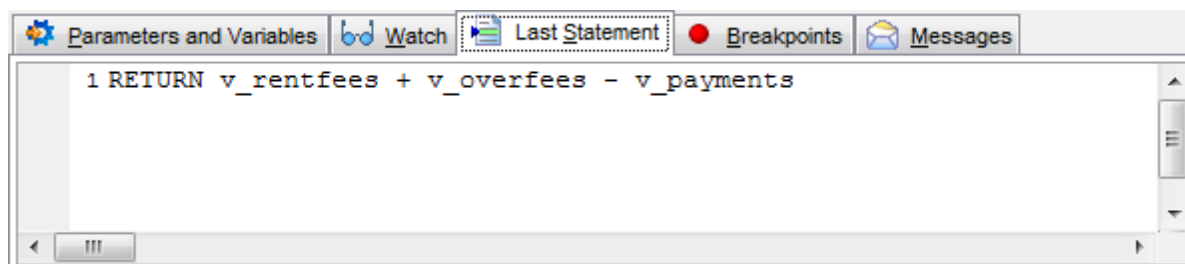 Parameters and Variables Watch Last Statement Breakpoints Messages
1 RETURN v_rentfees + v_overfees - v_payments